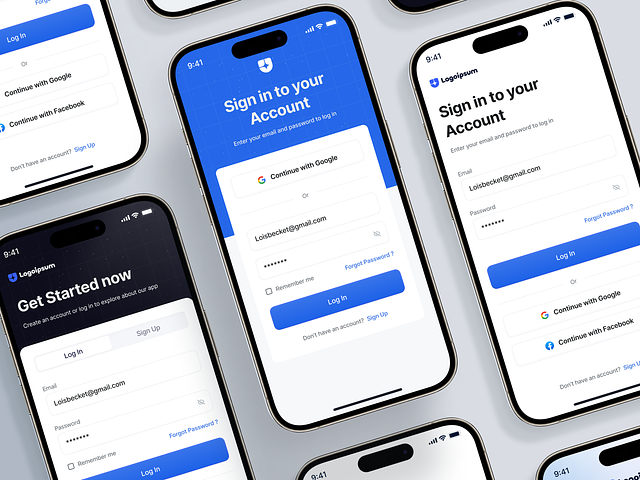 Forgot
Log In
Or
Continue with Google
Continue with Facebook
Don't have an account? Sign Up
9:41
Sign in to your
Account
Enter your email and password to log in
Continue with Google
Or
Loisbecket@gmail.com
•••••••
Remember me
Forgot Password ?
Log In
Don't have an account? Sign Up
9:41
Logoipsum
Sign in to your
Account
Enter your email and password to log in
Email
Loisbecket@gmail.com
Password
•••••••
Forgot Password ?
Log In
Or
Continue with Google
Continue with Facebook
Don't have an account? Sign
9:41
Logoipsum
Get Started now
Create an account or log in to explore about our app
Log In
Sign Up
Email
Loisbecket@gmail.com
Password
•••••••
Remember me
Forgot Password ?
Log In
9:41
9:41